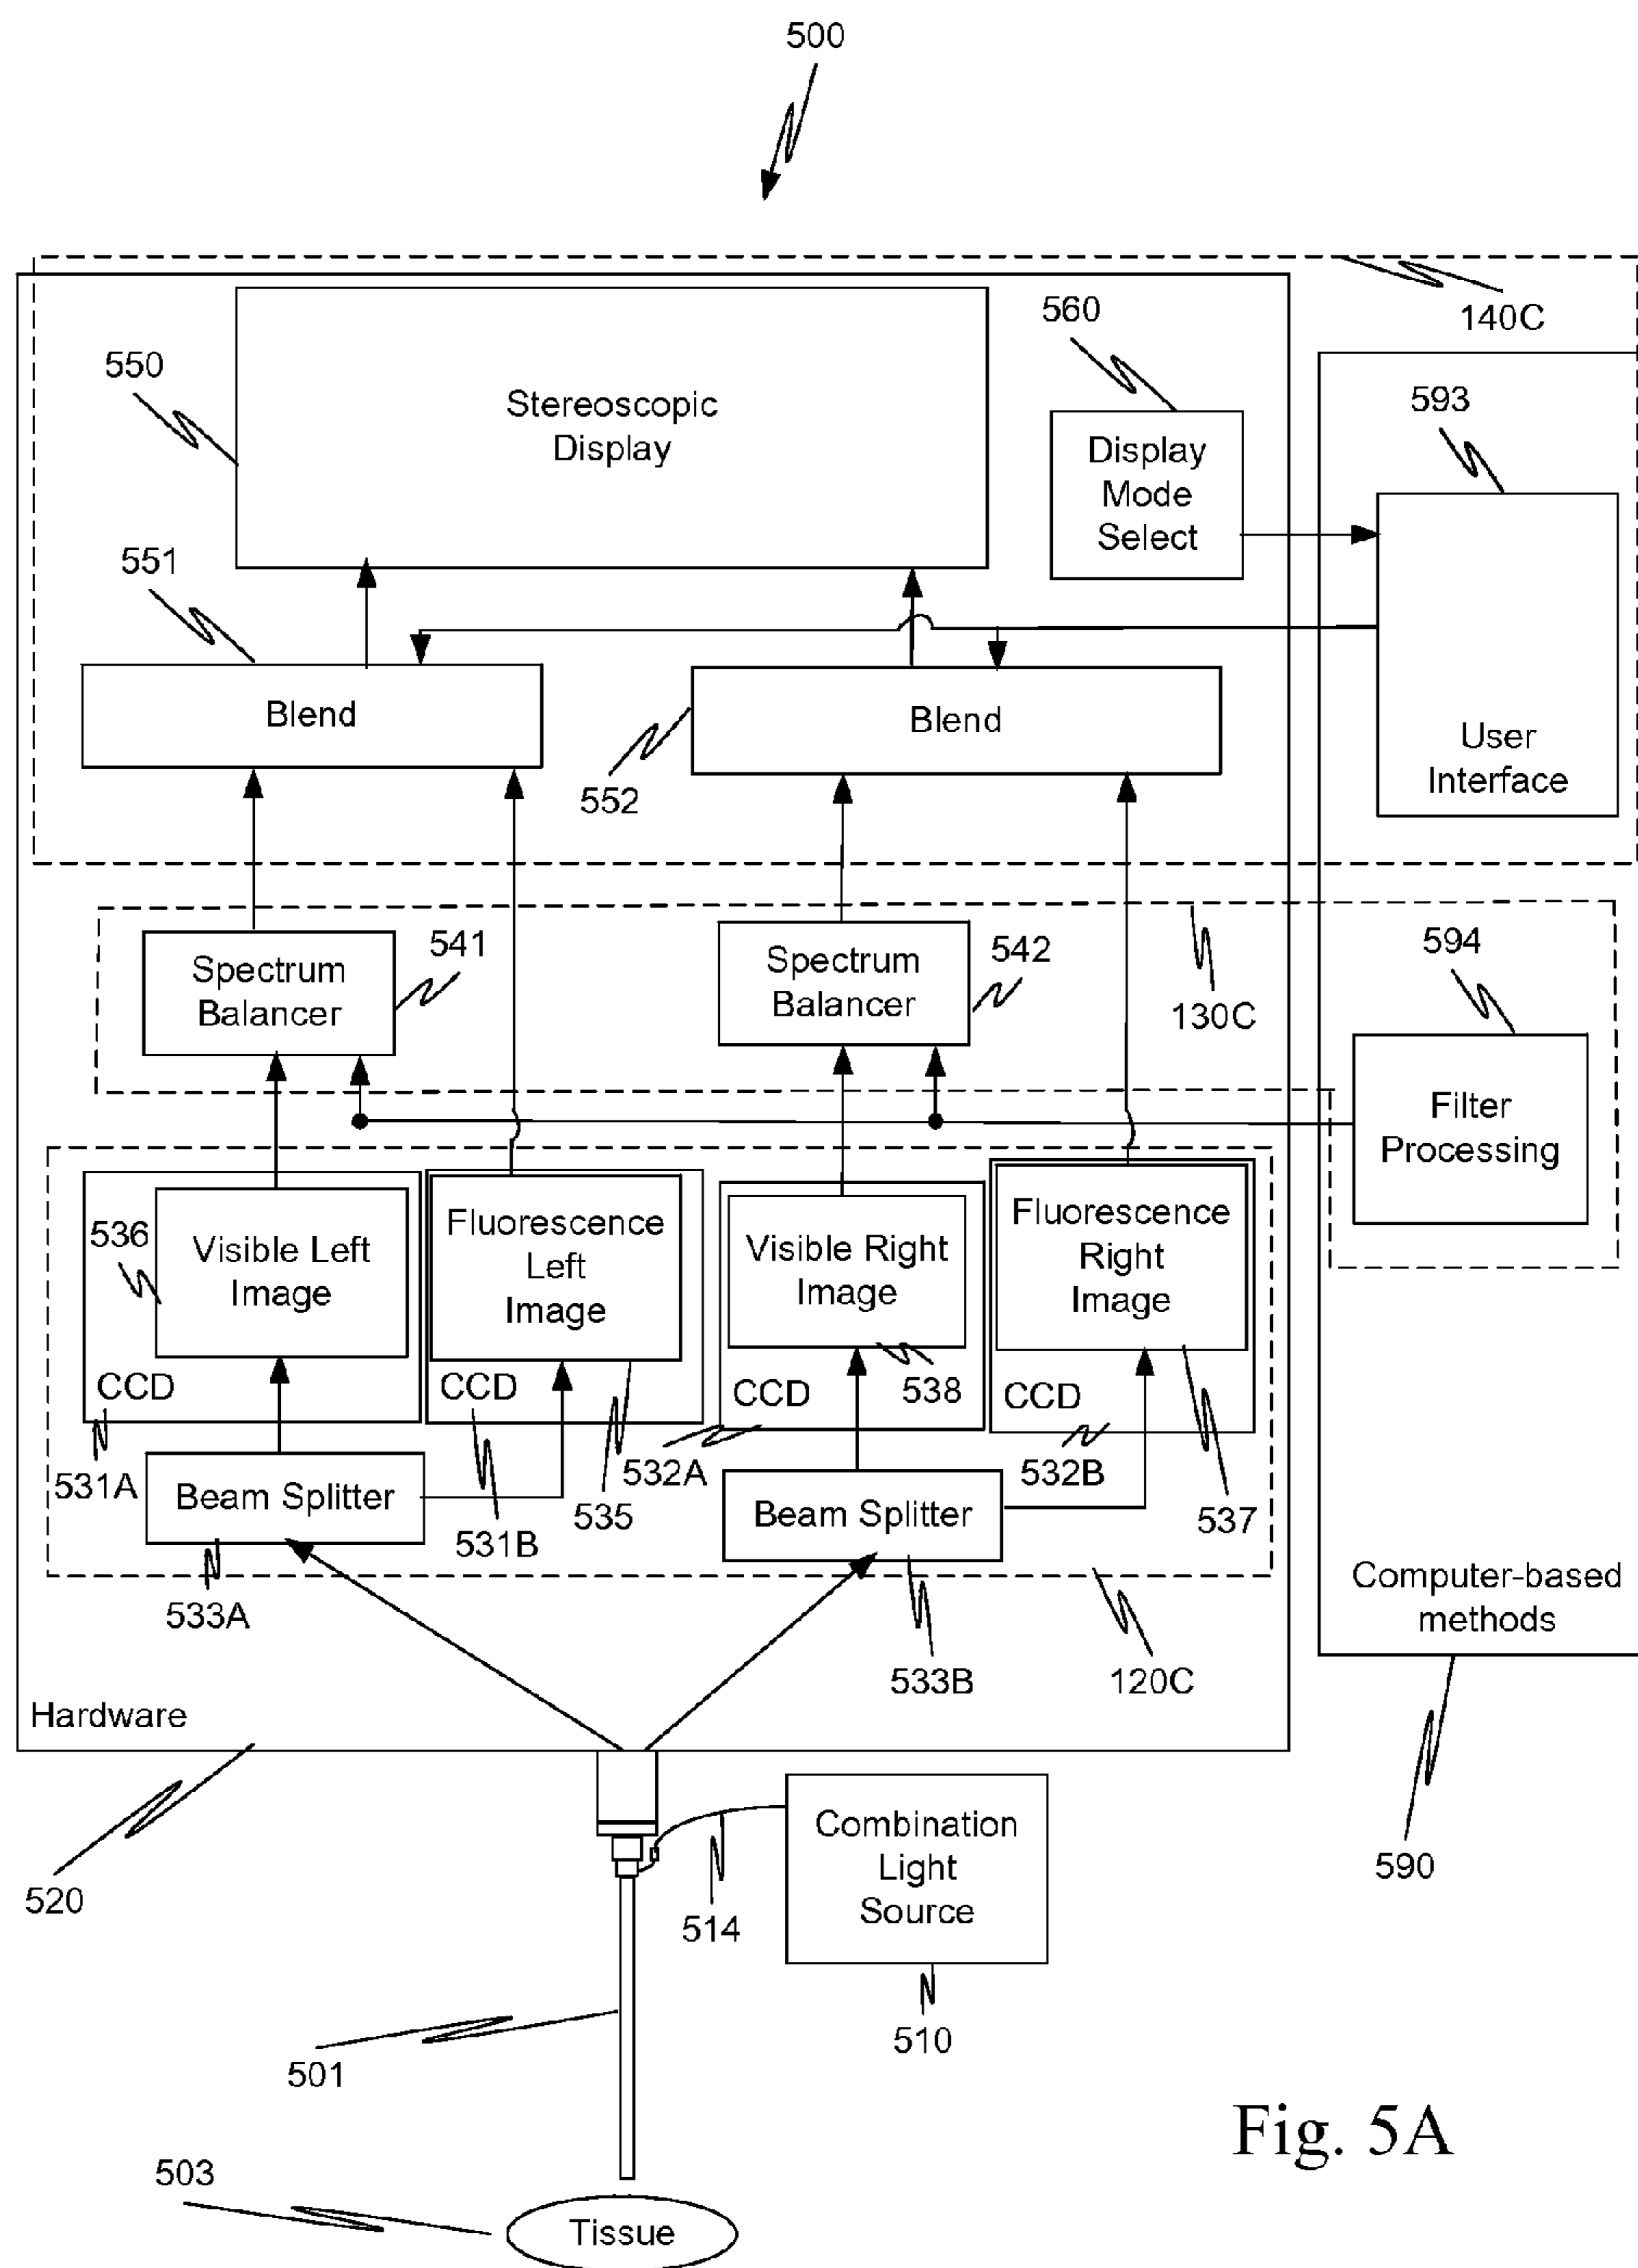 500
140C
560
550
Stereoscopic
Display
593
Display
Mode
Select
551
Blend
Blend
User
Interface
552
541
542
594
Spectrum
Balancer
Spectrum
Balancer
130C
Filter
Processing
536
Visible Left
Image
Fluorescence
Left
Image
Visible Right
Image
Fluorescence
Right
Image
CCD
CCD
CCD
538
CCD
531A
Beam Splitter
531B
535
532A
Beam Splitter
532B
537
533A
533B
120C
Computer-based
methods
Hardware
520
514
Combination
Light
Source
590
501
510
Fig. 5A
503
Tissue